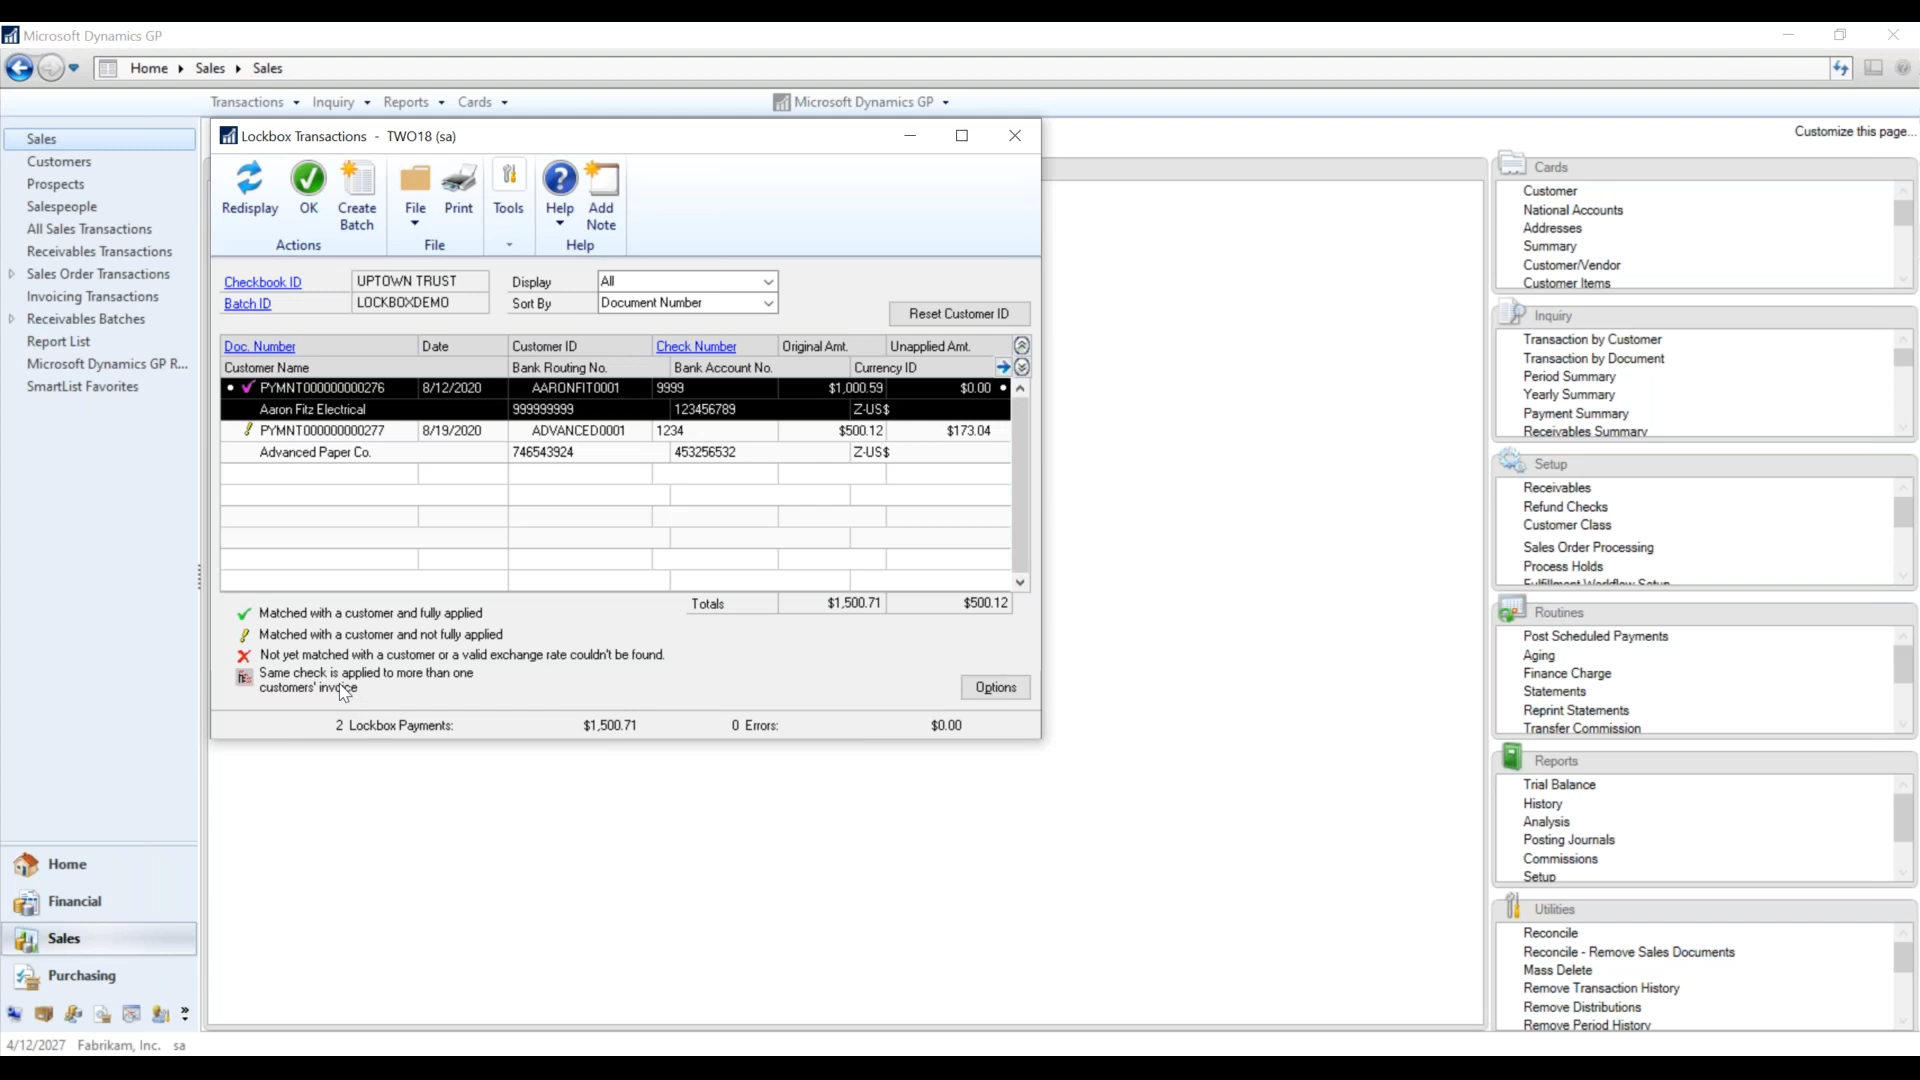 Microsoft Dynamics GP
Home Sales Sales
Transactions Inquiry Reports Cards Microsoft Dynamics GP
Customize this page...
Sales
Customers
Prospects
Salespeople
All Sales Transactions
Receivables Transactions
Sales Order Transactions
Invoicing Transactions
Receivables Batches
Report List
Microsoft Dynamics GP R...
SmartList Favorites
Home
Financial
Sales
Purchasing
4/12/2027 Fabrikam, Inc. sa
Lockbox Transactions - TWO18 (sa)
Redisplay OK Create Batch File Print Tools Help Add Note
Actions File Help
Checkbook ID UPTOWN TRUST Display All
Batch ID LOCKBOXDEMO Sort By Document Number
Reset Customer ID
Doc. Number Date Customer ID Check Number Original Amt. Unapplied Amt.
Customer Name Bank Routing No. Bank Account No. Currency ID
PYMNT000000000276 8/12/2020 AARONFIT0001 9999 $1,000.59 $0.00
Aaron Fitz Electrical 999999999 123456789 Z-US$
PYMNT000000000277 8/19/2020 ADVANCED0001 1234 $500.12 $173.04
Advanced Paper Co. 746543924 453256532 Z-US$
Totals $1,500.71 $500.12
Matched with a customer and fully applied
Matched with a customer and not fully applied
Not yet matched with a customer or a valid exchange rate couldn't be found.
Same check is applied to more than one
customers' invoice
Options
2 Lockbox Payments: $1,500.71 0 Errors: $0.00
Cards
Customer
National Accounts
Addresses
Summary
Customer/Vendor
Customer Items
Inquiry
Transaction by Customer
Transaction by Document
Period Summary
Yearly Summary
Payment Summary
Receivables Summary
Setup
Receivables
Refund Checks
Customer Class
Sales Order Processing
Process Holds
Fulfillment Workflow Setup
Routines
Post Scheduled Payments
Aging
Finance Charge
Statements
Reprint Statements
Transfer Commission
Reports
Trial Balance
History
Analysis
Posting Journals
Commissions
Setup
Utilities
Reconcile
Reconcile - Remove Sales Documents
Mass Delete
Remove Transaction History
Remove Distributions
Remove Period History